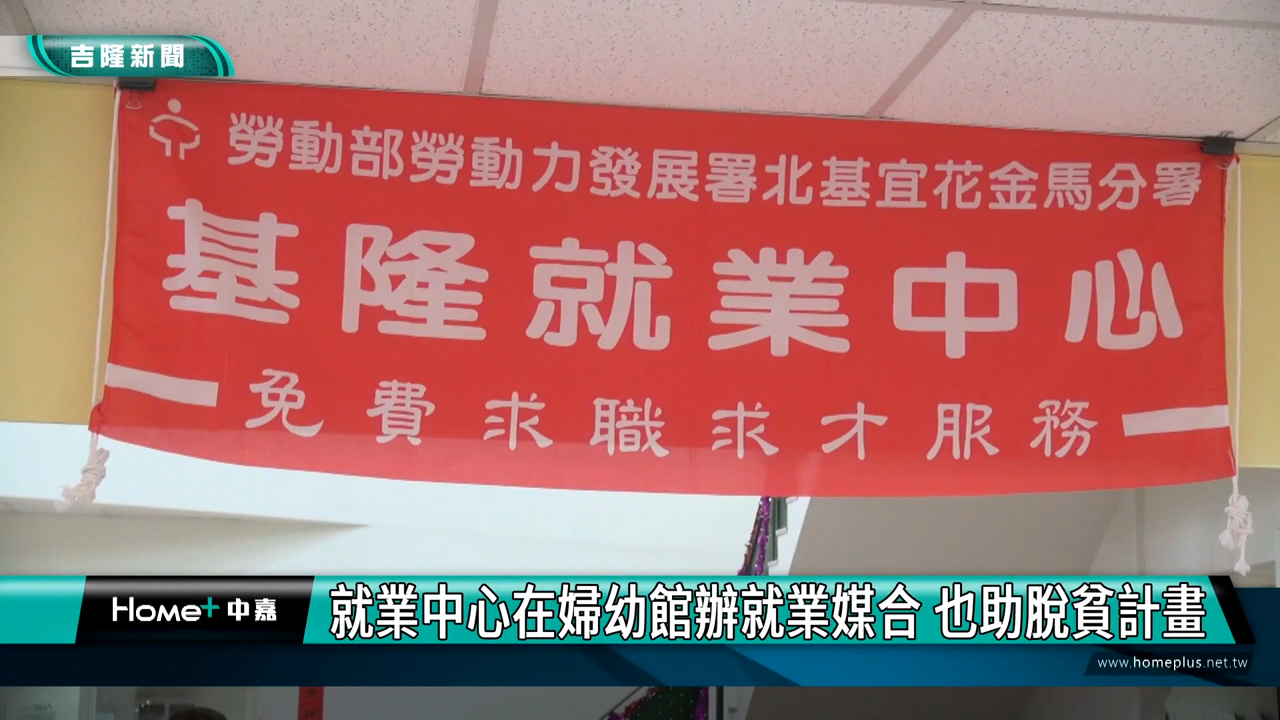 吉隆新聞
勞動部勞動力發展署北基宜花金馬分署
基隆就業中心
免費求職求才服務
Home+中嘉
就業中心在婦幼館辦就業媒合 也助脫貧計畫
www.homeplus.net.tw